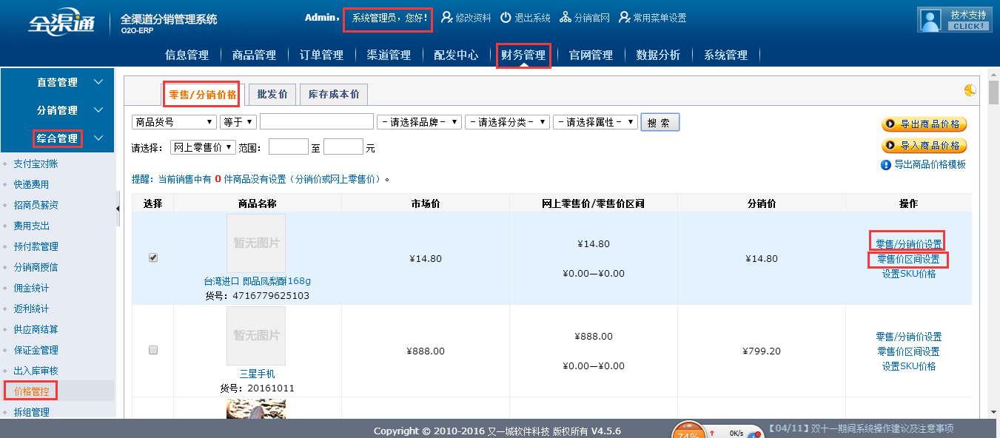 全渠通 全渠道分销管理系统
O2O-ERP
Admin， 系统管理员，您好！ 修改资料 退出系统 分销官网 常用菜单设置
技术支持
CLICK!
信息管理 商品管理 订单管理 渠道管理 配发中心 财务管理 官网管理 数据分析 系统管理
直营管理
分销管理
综合管理
支付宝对账
快递费用
招商员薪资
费用支出
预付款管理
分销商授信
佣金统计
返利统计
供应商结算
保证金管理
出入库审核
价格管控
拆组管理
零售/分销价格 批发价 库存成本价
商品货号 等于 - 请选择品牌 - - 请选择分类 - - 请选择属性 - 搜 索
请选择： 网上零售价 范围： 至 元
导出商品价格
导入商品价格
导出商品价格模板
提醒：当前销售中有 0 件商品没有设置（分销价或网上零售价）。
选择 商品名称 市场价 网上零售价/零售价区间 分销价 操作
暂无图片
台湾进口 即品凤梨酥168g
货号：4716779625103
¥14.80
¥14.80
¥0.00—¥0.00
¥14.80
零售/分销价设置
零售价区间设置
设置SKU价格
暂无图片
三星手机
货号：20161011
¥888.00
¥888.00
¥0.00—¥0.00
¥799.20
零售/分销价设置
零售价区间设置
设置SKU价格
Copyright © 2010-2016 又一城软件科技 版权所有 V4.5.6
74%
0K/s
【04/11】双十一期间系统操作建议及注意事项